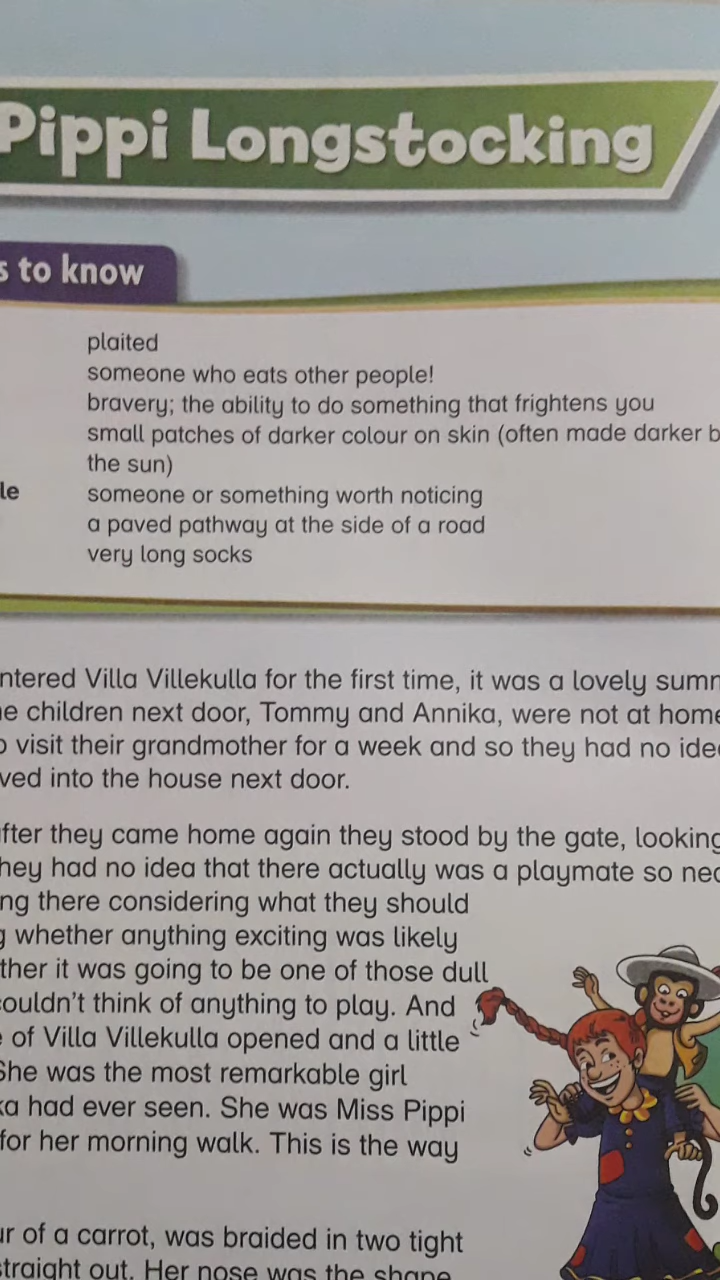 Pippi Longstocking
s to know
plaited
someone who eats other people!
bravery; the ability to do something that frightens you
small patches of darker colour on skin (often made darker b
the sun)
le someone or something worth noticing
a paved pathway at the side of a road
very long socks
ntered Villa Villekulla for the first time, it was a lovely sum
e children next door, Tommy and Annika, were not at home
o visit their grandmother for a week and so they had no ide
ved into the house next door.
fter they came home again they stood by the gate, looking
hey had no idea that there actually was a playmate so nea
ng there considering what they should
g whether anything exciting was likely
ther it was going to be one of those dull
couldn't think of anything to play. And
e of Villa Villekulla opened and a little
She was the most remarkable girl
ka had ever seen. She was Miss Pippi
for her morning walk. This is the way
ur of a carrot, was braided in two tight
straight out. Her nose was the shape